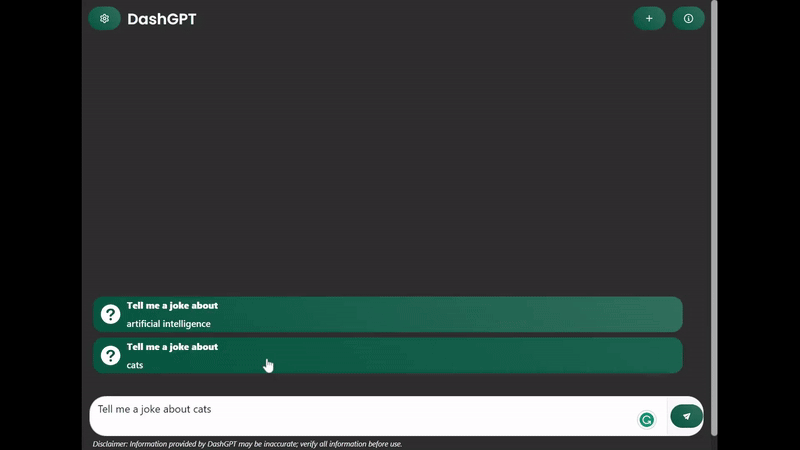 DashGPT
Tell me a joke about
artificial intelligence
Tell me a joke about
cats
Tell me a joke about cats
Disclaimer: Information provided by DashGPT may be inaccurate; verify all information before use.